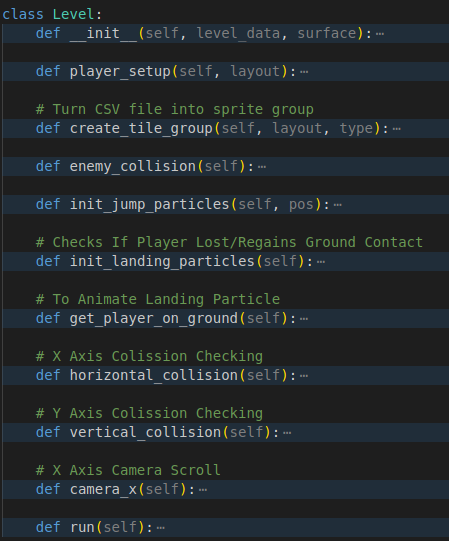 class Level:
    def __init__(self, level_data, surface):⋯
    def player_setup(self, layout):⋯
    # Turn CSV file into sprite group
    def create_tile_group(self, layout, type):⋯
    def enemy_collision(self):⋯
    def init_jump_particles(self, pos):⋯
    # Checks If Player Lost/Regains Ground Contact
    def init_landing_particles(self):⋯
    # To Animate Landing Particle
    def get_player_on_ground(self):⋯
    # X Axis Colission Checking
    def horizontal_collision(self):⋯
    # Y Axis Colission Checking
    def vertical_collision(self):⋯
    # X Axis Camera Scroll
    def camera_x(self):⋯
    def run(self):⋯